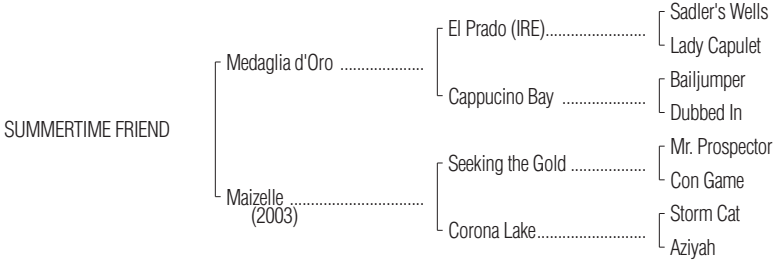 Sadler's Wells
El Prado (IRE)........................
Lady Capulet
Medaglia d'Oro ....................
Bailjumper
Cappucino Bay ....................
Dubbed In
SUMMERTIME FRIEND
Mr. Prospector
Seeking the Gold ..................
Con Game
Maizelle ................................
(2003)
Storm Cat
Corona Lake..........................
Aziyah